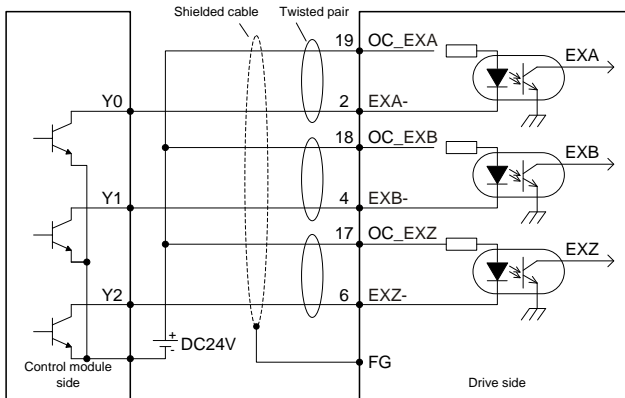 Shielded cable
Twisted pair
19 OC_EXA
EXA
Y0
2 EXA-
18 OC_EXB
EXB
Y1
4 EXB-
17 OC_EXZ
EXZ
Y2
6 EXZ-
+
-
DC24V
FG
Control module
side
Drive side